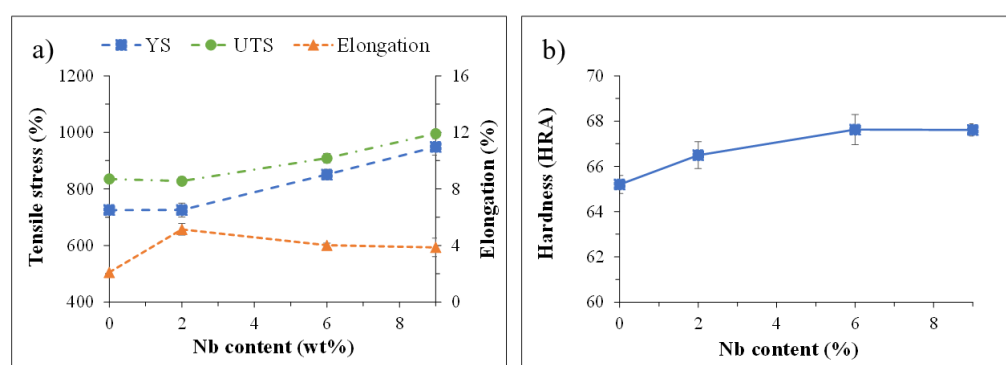 a)
YS UTS Elongation
1200
1000
800
600
400
16
12
8
4
0
0 2 4 6 8
Tensile stress (%)
Elongation (%)
Nb content (wt%)
b)
70
68
66
64
62
60
0 2 4 6 8
Hardness (HRA)
Nb content (%)